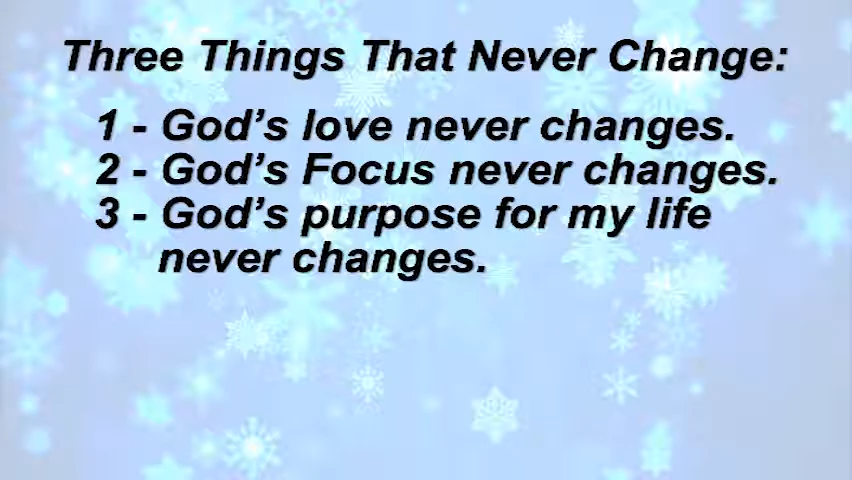 Three Things That Never Change:
1 - God’s love never changes.
2 - God’s Focus never changes.
3 - God’s purpose for my life
never changes.